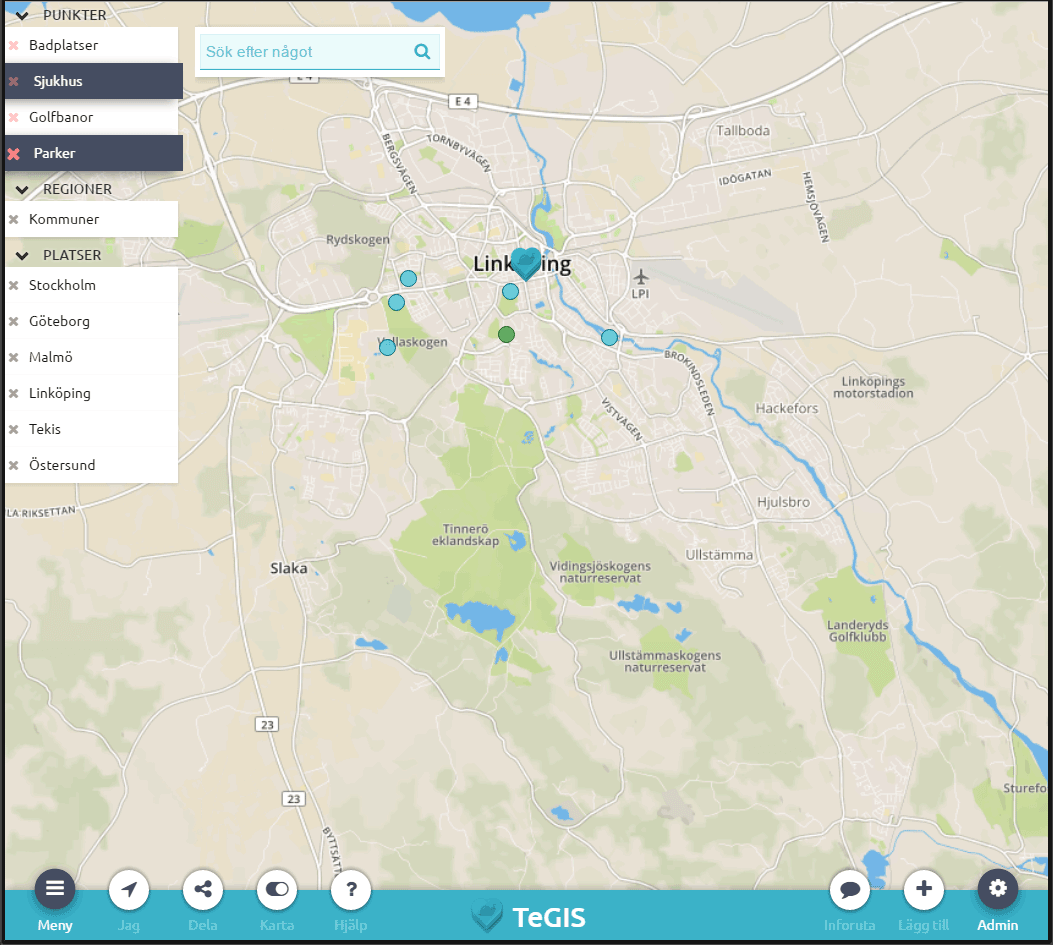 PUNKTER
Badplatser
Sjukhus
Golfbanor
Parker
REGIONER
Kommuner
PLATSER
Stockholm
Göteborg
Malmö
Linköping
Tekis
Östersund
Sök efter något
E 4
E 4
Tallboda
BERGSVÄGEN
TORNBYVÄGEN
IDÖGATAN
HEMSJÖVÄGEN
Rydskogen
Linköping
LPI
Vallaskogen
BROKINDSLEDEN
Linköpings
motorstadion
Hackefors
VISTVÄGEN
Hjulsbro
LA RIKSETTAN
Tinnerö
eklandskap
Ullstämma
Slaka
Vidingsjöskogens
naturreservat
Landeryds
Golfklubb
Ullstämmaskogens
naturreservat
23
23
Sturefo
BYTTSÄTT
Meny
Jag
Dela
Karta
? Hjälp
TeGIS
Inforuta
Lägg till
Admin